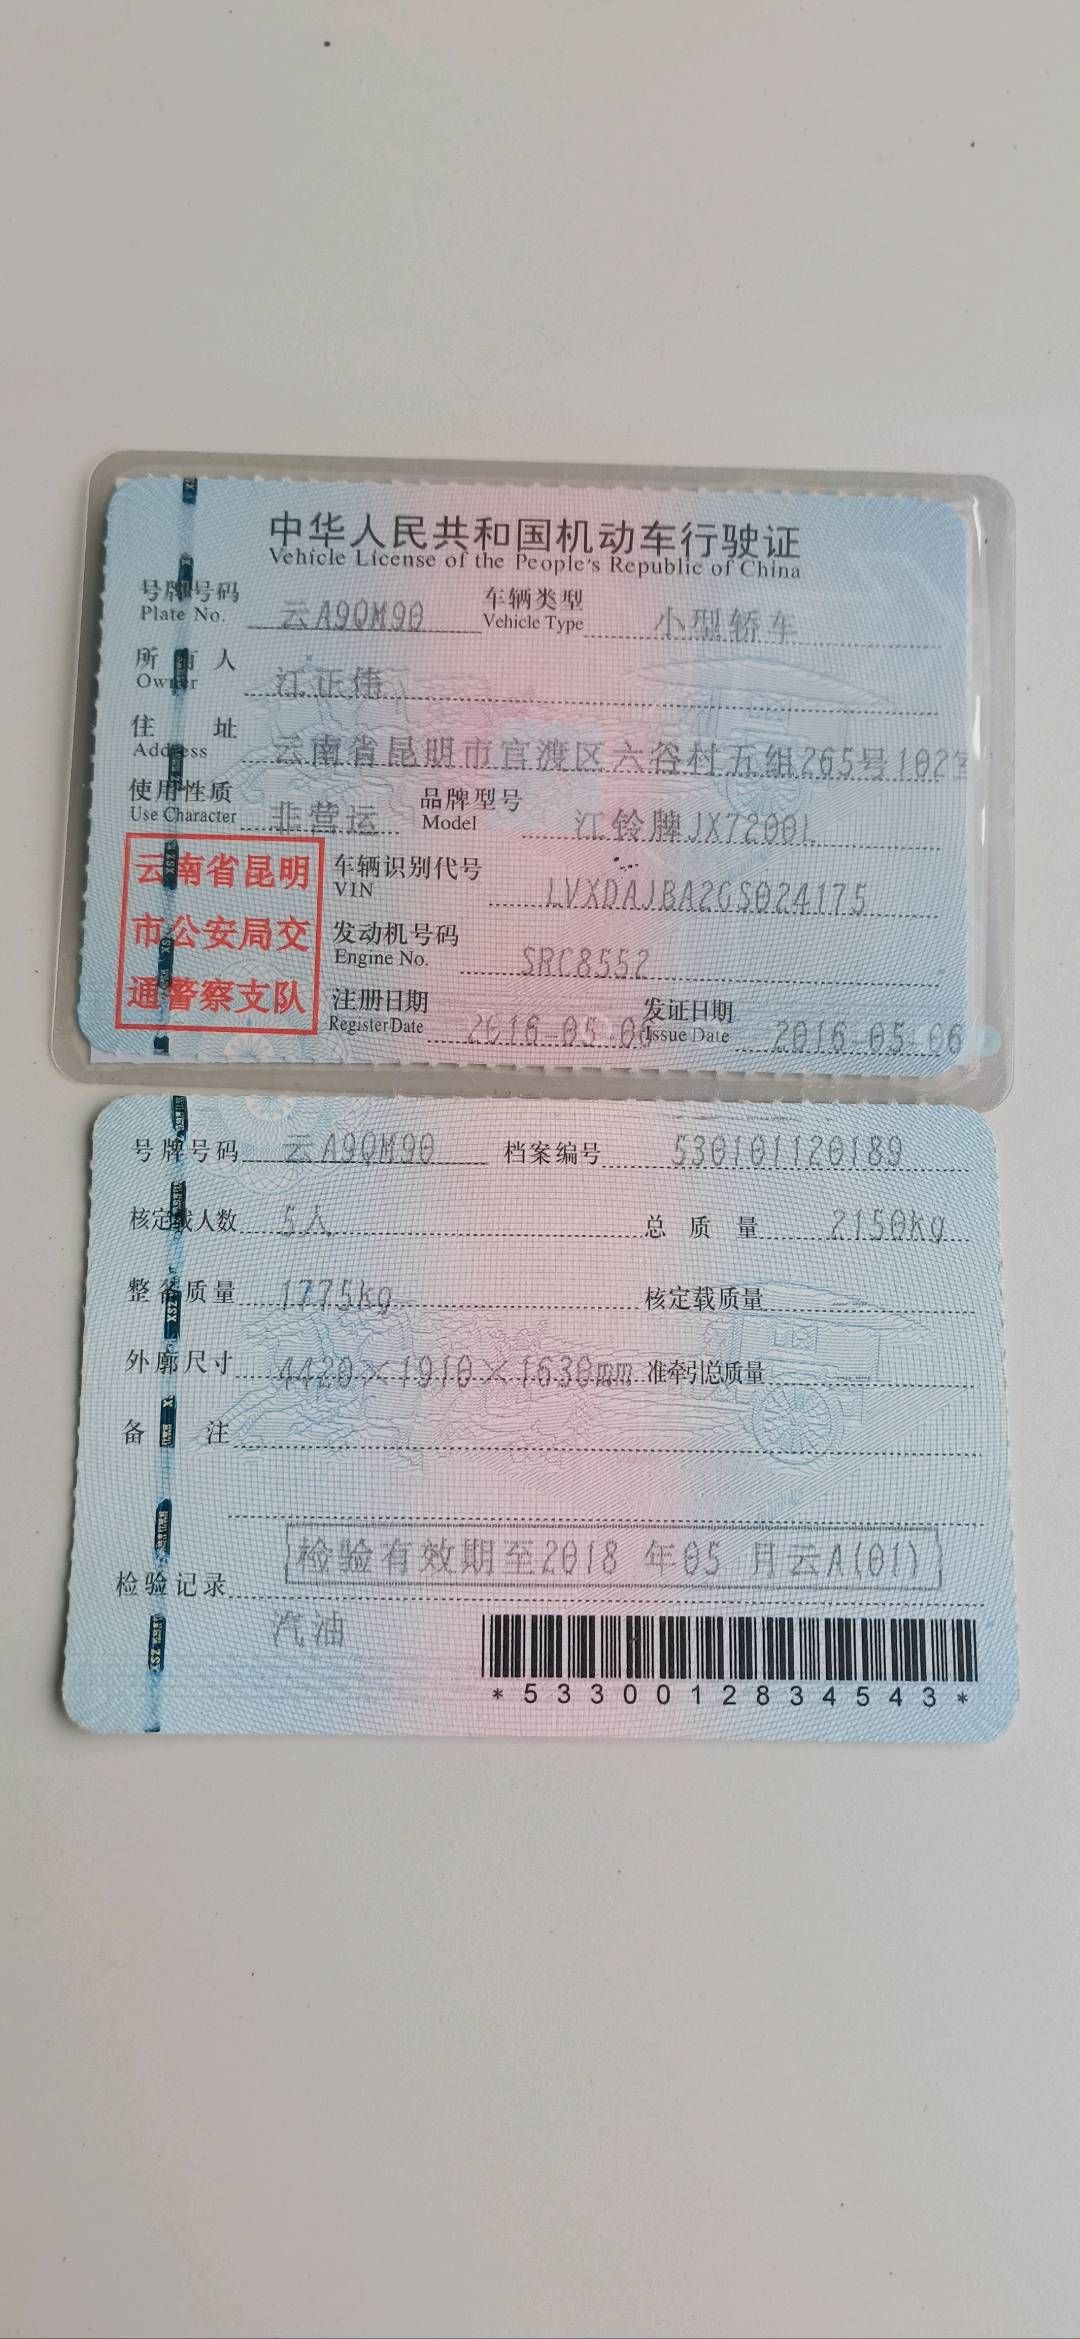 中华人民共和国机动车行驶证
Vehicle License of the People's Republic of China
号牌号码 云A90M90 车辆类型 小型轿车
Plate No. Vehicle Type
所有人 江正伟
Owner
住址 云南省昆明市官渡区六谷村五组265号102室
Address
使用性质 非营运 品牌型号 江铃牌JX7200L
Use Character Model
云南省昆明
市公安局交
通警察支队
车辆识别代号 LVXDAJBA2GS024175
VIN
发动机号码 SRC8552
Engine No.
注册日期 2016-05-06 发证日期 2016-05-06
Register Date Issue Date
号牌号码 云A90M90 档案编号 530101120189
核定载人数 5人 总质量 2150kg
整备质量 1775kg 核定载质量
外廓尺寸 4420×1910×1630mm 准牵引总质量
备注
检验有效期至2018 年05 月云A(01)
检验记录
汽油
*5330012834543*